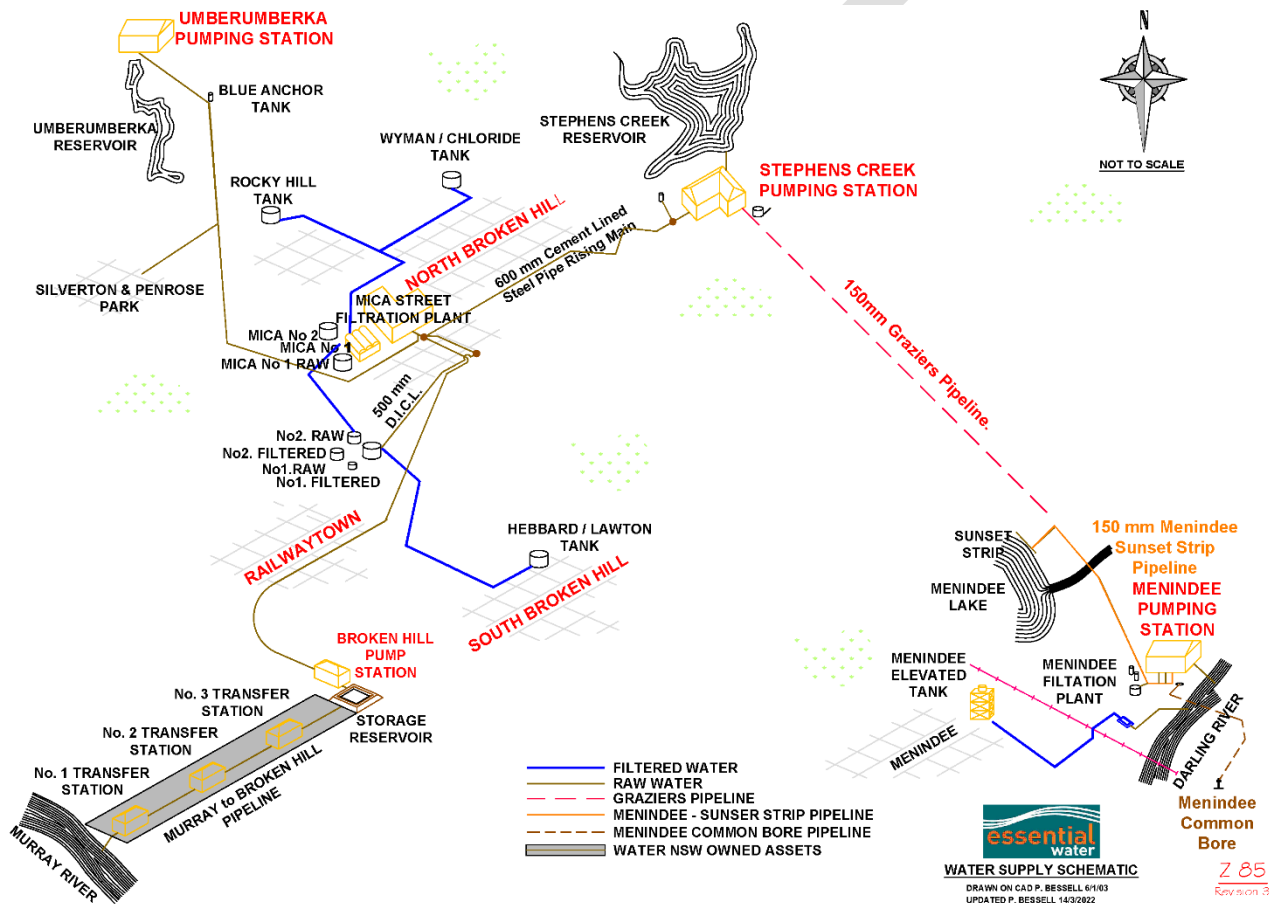 UMBERUMBERKA
PUMPING STATION
BLUE ANCHOR
TANK
UMBERUMBERKA
RESERVOIR
WYMAN / CHLORIDE
TANK
ROCKY HILL
TANK
STEPHENS CREEK
RESERVOIR
N
NOT TO SCALE
STEPHENS CREEK
PUMPING STATION
NORTH BROKEN HILL
600 mm Cement Lined
Steel Pipe Rising Main
SILVERTON & PENROSE
PARK
MICA STREET
FILTRATION PLANT
MICA No 2
MICA No 1
MICA No 1 RAW
150mm Graziers Pipeline.
500 mm
D.I.C.L.
No2. RAW
No2. FILTERED
No1.RAW
No1. FILTERED
RAILWAYTOWN
HEBBARD / LAWTON
TANK
SOUTH BROKEN HILL
SUNSET
STRIP
150 mm Menindee
Sunset Strip
Pipeline
MENINDEE
LAKE
MENINDEE
PUMPING
STATION
BROKEN HILL
PUMP
STATION
MENINDEE
ELEVATED
TANK
MENINDEE
FILTATION
PLANT
No. 3 TRANSFER
STATION
STORAGE
RESERVOIR
No. 2 TRANSFER
STATION
No. 1 TRANSFER
STATION
MURRAY to BROKEN HILL
PIPELINE
MURRAY RIVER
MENINDEE
DARLING RIVER
Menindee
Common
Bore
FILTERED WATER
RAW WATER
GRAZIERS PIPELINE
MENINDEE - SUNSER STRIP PIPELINE
MENINDEE COMMON BORE PIPELINE
WATER NSW OWNED ASSETS
essential
water
WATER SUPPLY SCHEMATIC
DRAWN ON CAD P. BESSELL 6/1/03
UPDATED P. BESSELL 14/3/2022
Z 85
Revision 3